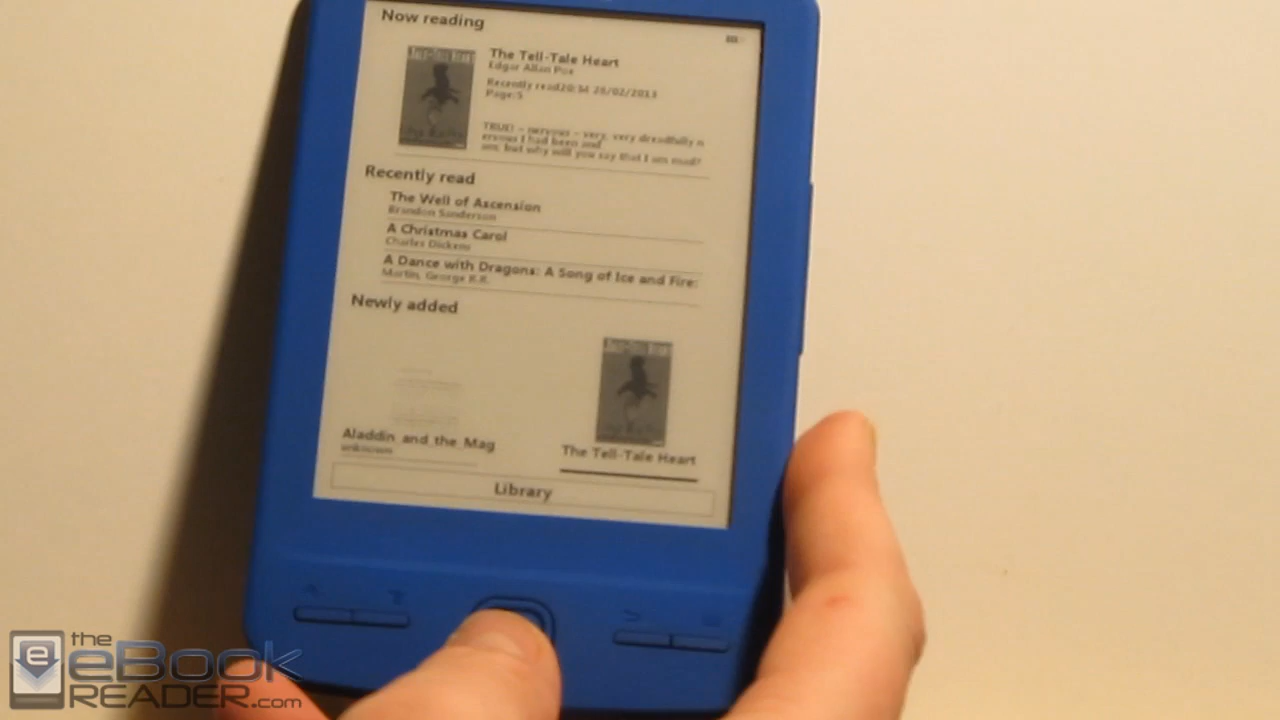 Now reading
The Tell-Tale Heart
Edgar Allan Poe
Recently read20:34 26/02/2013
Page:5
TRUE! – nervous – very, very dreadfully n
ervous I had been and
am; but why will you say that I am mad?
Recently read
The Well of Ascension
Brandon Sanderson
A Christmas Carol
Charles Dickens
A Dance with Dragons: A Song of Ice and Fire:
Martin, George R.R.
Newly added
Aladdin and the Mag
unknown
The Tell-Tale Heart
Library
the
eBook
READER.com